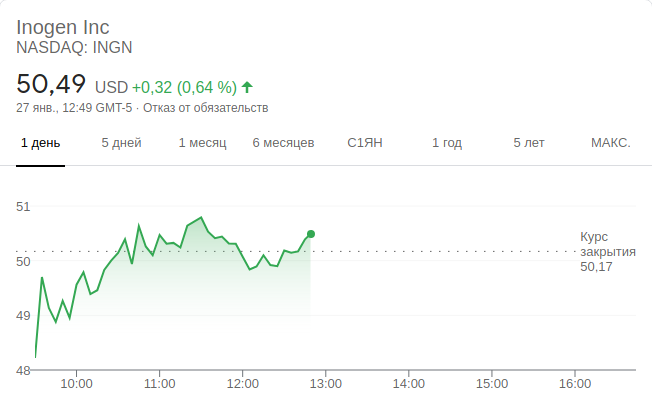 Inogen Inc
NASDAQ: INGN
50,49 USD +0,32 (0,64 %)
27 янв., 12:49 GMT-5 · Отказ от обязательств
1 день 5 дней 1 месяц 6 месяцев С1ЯН 1 год 5 лет МАКС.
51
50
49
48
Курс
закрытия
50,17
10:00 11:00 12:00 13:00 14:00 15:00 16:00